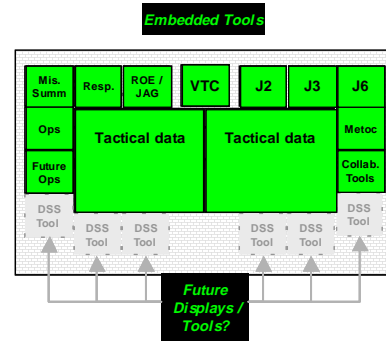 Embedded Tools
Mis.
Summ
Resp.
ROE /
JAG
VTC
J2
J3
J6
Ops
Tactical data
Tactical data
Metoc
Future
Ops
Collab.
Tools
DSS
Tool
DSS
Tool
DSS
Tool
DSS
Tool
DSS
Tool
DSS
Tool
Future
Displays /
Tools?